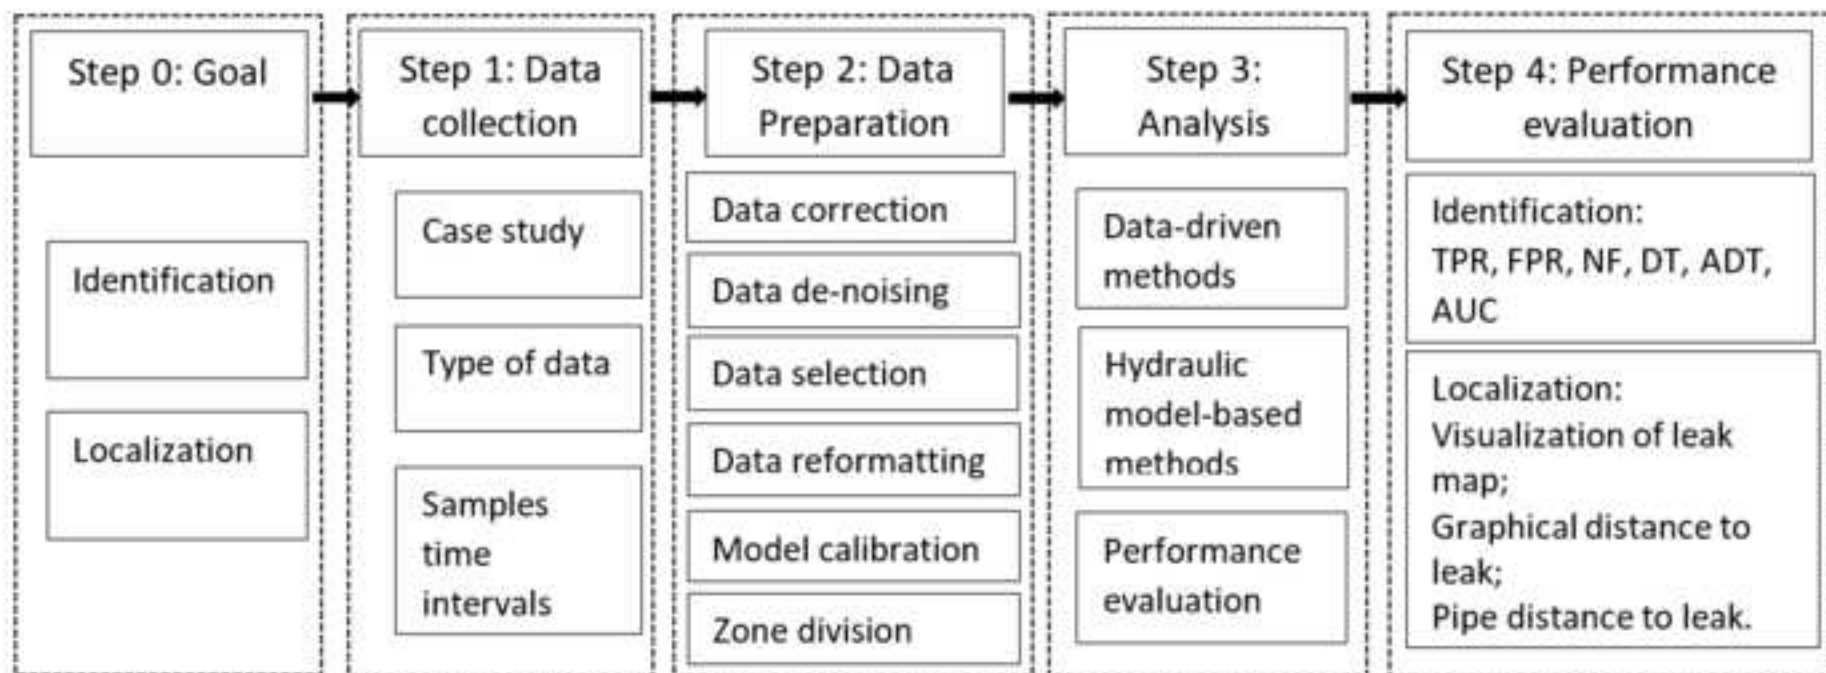 Step 0: Goal
Identification
Localization
Step 1: Data
collection
Case study
Type of data
Samples
time
intervals
Step 2: Data
Preparation
Data correction
Data de-noising
Data selection
Data reformatting
Model calibration
Zone division
Step 3:
Analysis
Data-driven
methods
Hydraulic
model-based
methods
Performance
evaluation
Step 4: Performance
evaluation
Identification:
TPR, FPR, NF, DT, ADT,
AUC
Localization:
Visualization of leak
map;
Graphical distance to
leak;
Pipe distance to leak.